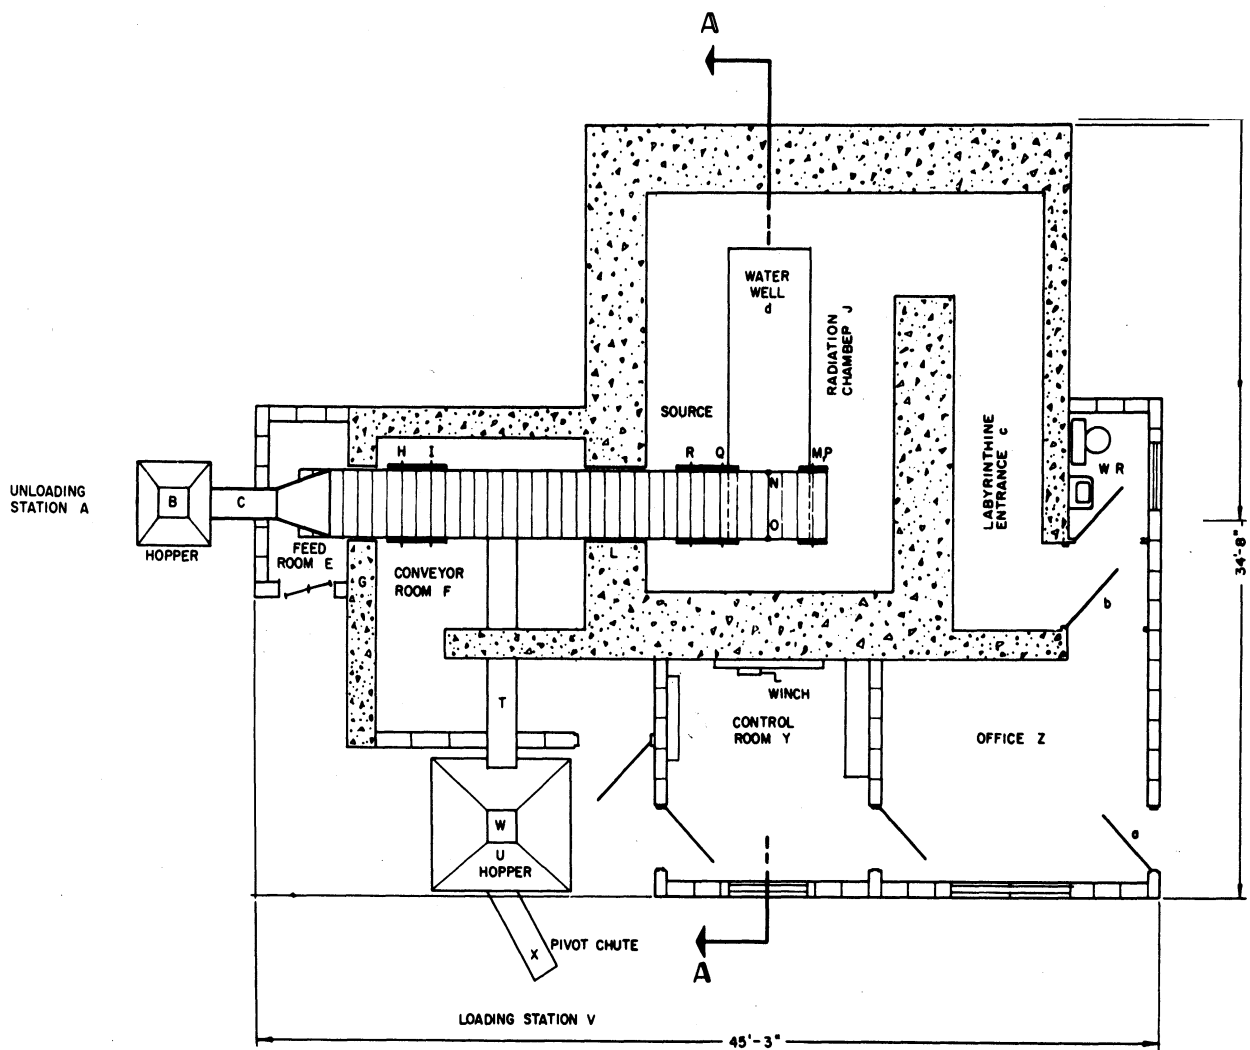 A
WATER
WELL
d
RADIATION
CHAMBER J
SOURCE
LABYRINTHINE
ENTRANCE c
W R
H I
R Q M,P
UNLOADING
STATION A
B C
HOPPER
N
O
FEED
ROOM E
G
CONVEYOR
ROOM F
L
b
34'-8"
T
WINCH
CONTROL
ROOM Y
OFFICE Z
W
U
HOPPER
a
X PIVOT CHUTE
A
LOADING STATION V
45'-3"